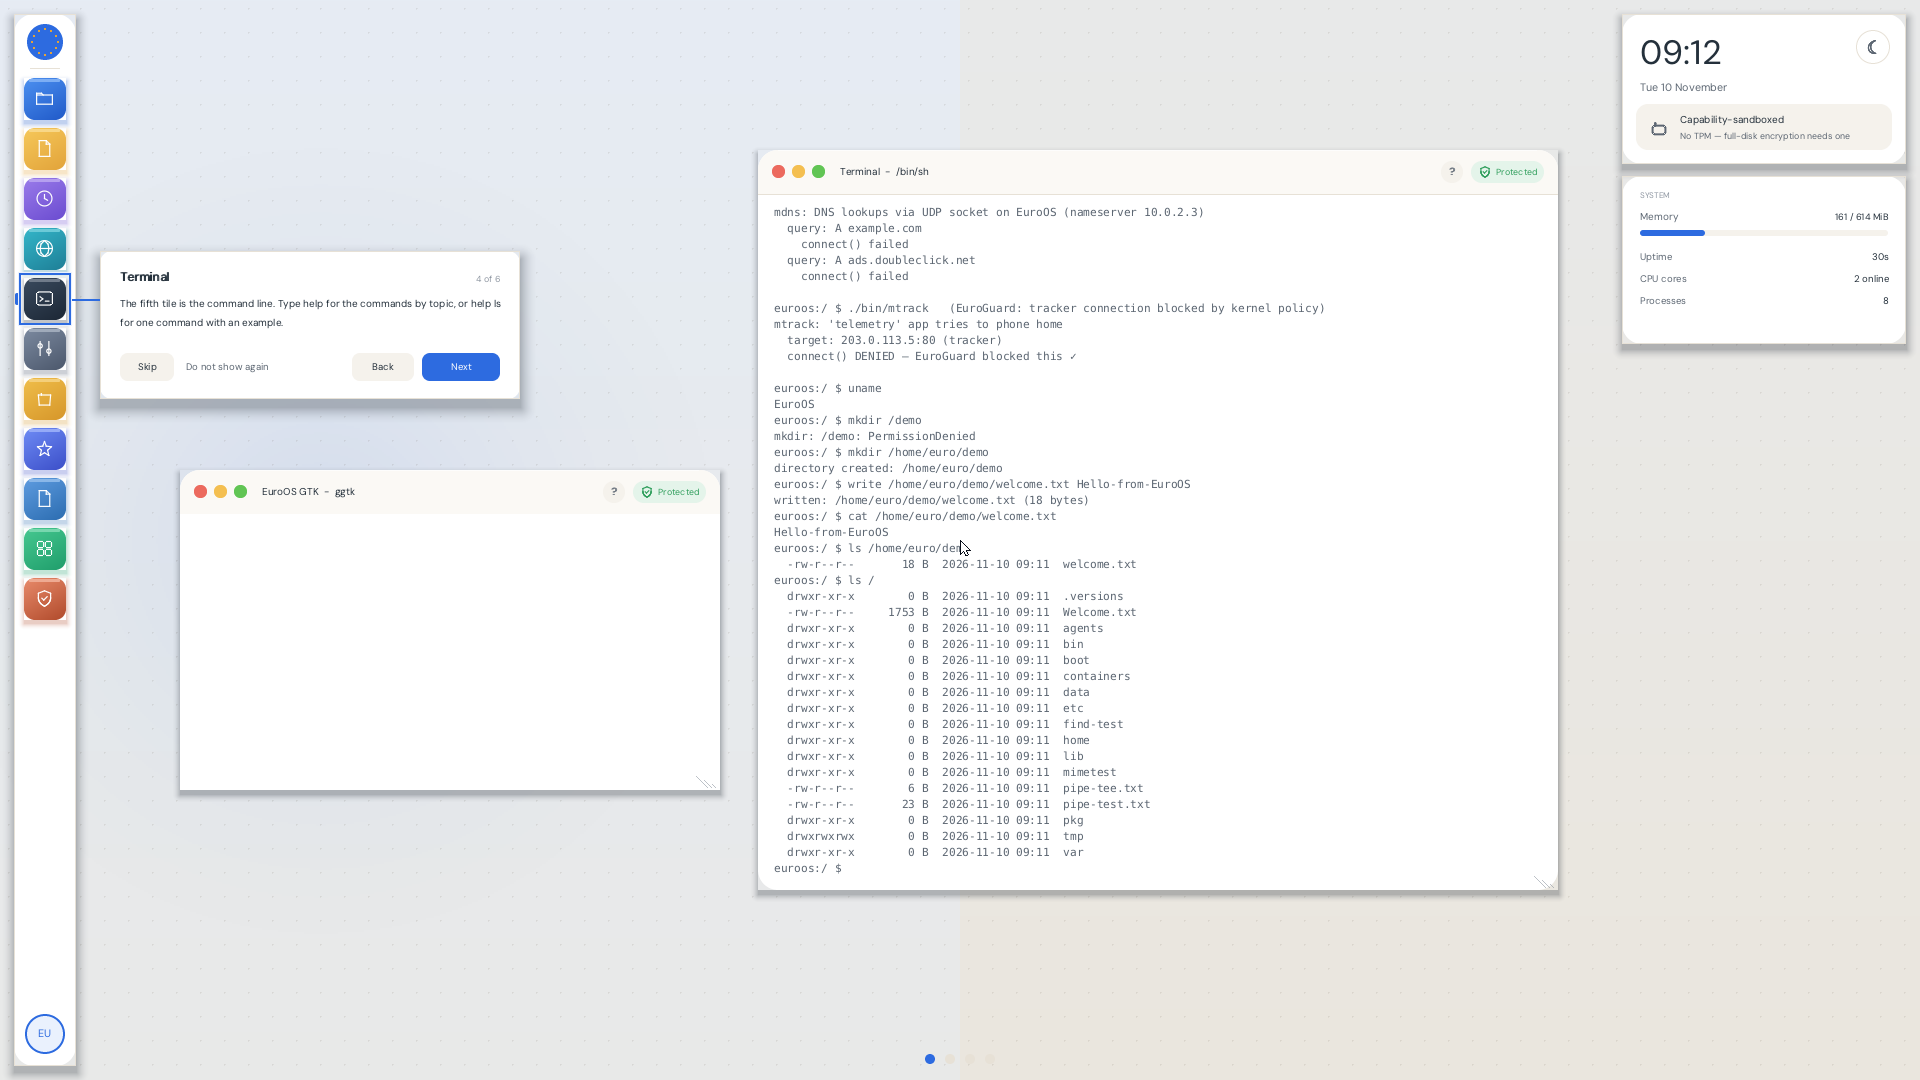 09:12
Tue 10 November
Capability-sandboxed
No TPM — full-disk encryption needs one
SYSTEM
Memory 161 / 614 MiB
Uptime 30s
CPU cores 2 online
Processes 8
Terminal 4 of 6
The fifth tile is the command line. Type help for the commands by topic, or help ls
for one command with an example.
Skip Do not show again Back Next
EuroOS GTK – ggtk ? Protected
Terminal – /bin/sh ? Protected
mdns: DNS lookups via UDP socket on EuroOS (nameserver 10.0.2.3)
query: A example.com
connect() failed
query: A ads.doubleclick.net
connect() failed
euroos:/ $ ./bin/mtrack (EuroGuard: tracker connection blocked by kernel policy)
mtrack: 'telemetry' app tries to phone home
target: 203.0.113.5:80 (tracker)
connect() DENIED — EuroGuard blocked this ✓
euroos:/ $ uname
EuroOS
euroos:/ $ mkdir /demo
mkdir: /demo: PermissionDenied
euroos:/ $ mkdir /home/euro/demo
directory created: /home/euro/demo
euroos:/ $ write /home/euro/demo/welcome.txt Hello-from-EuroOS
written: /home/euro/demo/welcome.txt (18 bytes)
euroos:/ $ cat /home/euro/demo/welcome.txt
Hello-from-EuroOS
euroos:/ $ ls /home/euro/demo
-rw-r--r-- 18 B 2026-11-10 09:11 welcome.txt
euroos:/ $ ls /
drwxr-xr-x 0 B 2026-11-10 09:11 .versions
-rw-r--r-- 1753 B 2026-11-10 09:11 Welcome.txt
drwxr-xr-x 0 B 2026-11-10 09:11 agents
drwxr-xr-x 0 B 2026-11-10 09:11 bin
drwxr-xr-x 0 B 2026-11-10 09:11 boot
drwxr-xr-x 0 B 2026-11-10 09:11 containers
drwxr-xr-x 0 B 2026-11-10 09:11 data
drwxr-xr-x 0 B 2026-11-10 09:11 etc
drwxr-xr-x 0 B 2026-11-10 09:11 find-test
drwxr-xr-x 0 B 2026-11-10 09:11 home
drwxr-xr-x 0 B 2026-11-10 09:11 lib
drwxr-xr-x 0 B 2026-11-10 09:11 mimetest
-rw-r--r-- 6 B 2026-11-10 09:11 pipe-tee.txt
-rw-r--r-- 23 B 2026-11-10 09:11 pipe-test.txt
drwxr-xr-x 0 B 2026-11-10 09:11 pkg
drwxrwxrwx 0 B 2026-11-10 09:11 tmp
drwxr-xr-x 0 B 2026-11-10 09:11 var
euroos:/ $
EU